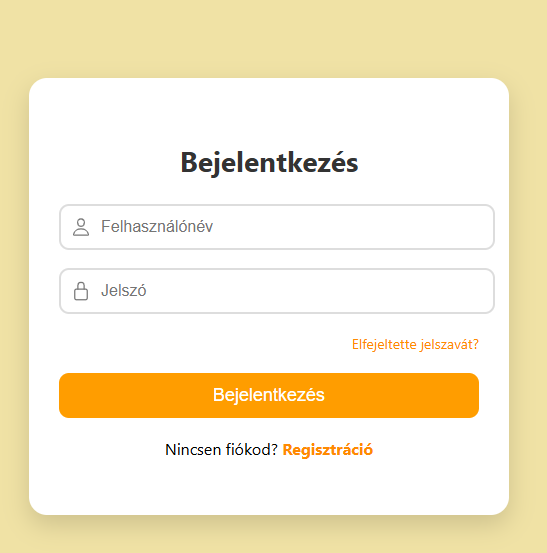 Bejelentkezés
Felhasználónév
Jelszó
Elfejeltette jelszavát?
Bejelentkezés
Nincsen fiókod? Regisztráció